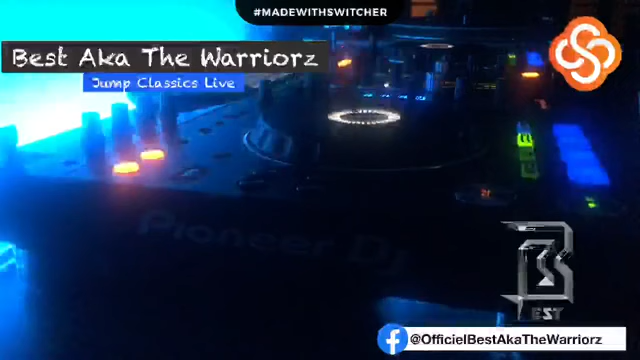 #MADEWITHSWITCHER
Best Aka The Warriorz
Jump Classics Live
Pioneer Dj
B
EST
@OfficielBestAkaTheWarriorz